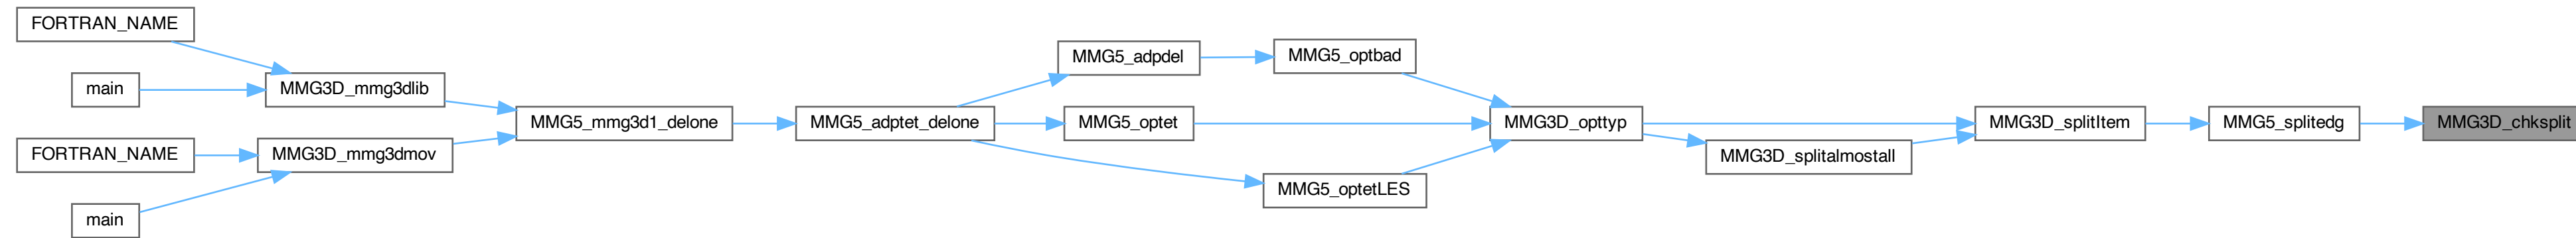 FORTRAN_NAME
main
MMG3D_mmg3dlib
FORTRAN_NAME
MMG3D_mmg3dmov
main
MMG5_mmg3d1_delone
MMG5_adptet_delone
MMG5_adpdel
MMG5_optbad
MMG5_optet
MMG5_optetLES
MMG3D_opttyp
MMG3D_splitalmostall
MMG3D_splitItem
MMG5_splitedg
MMG3D_chksplit